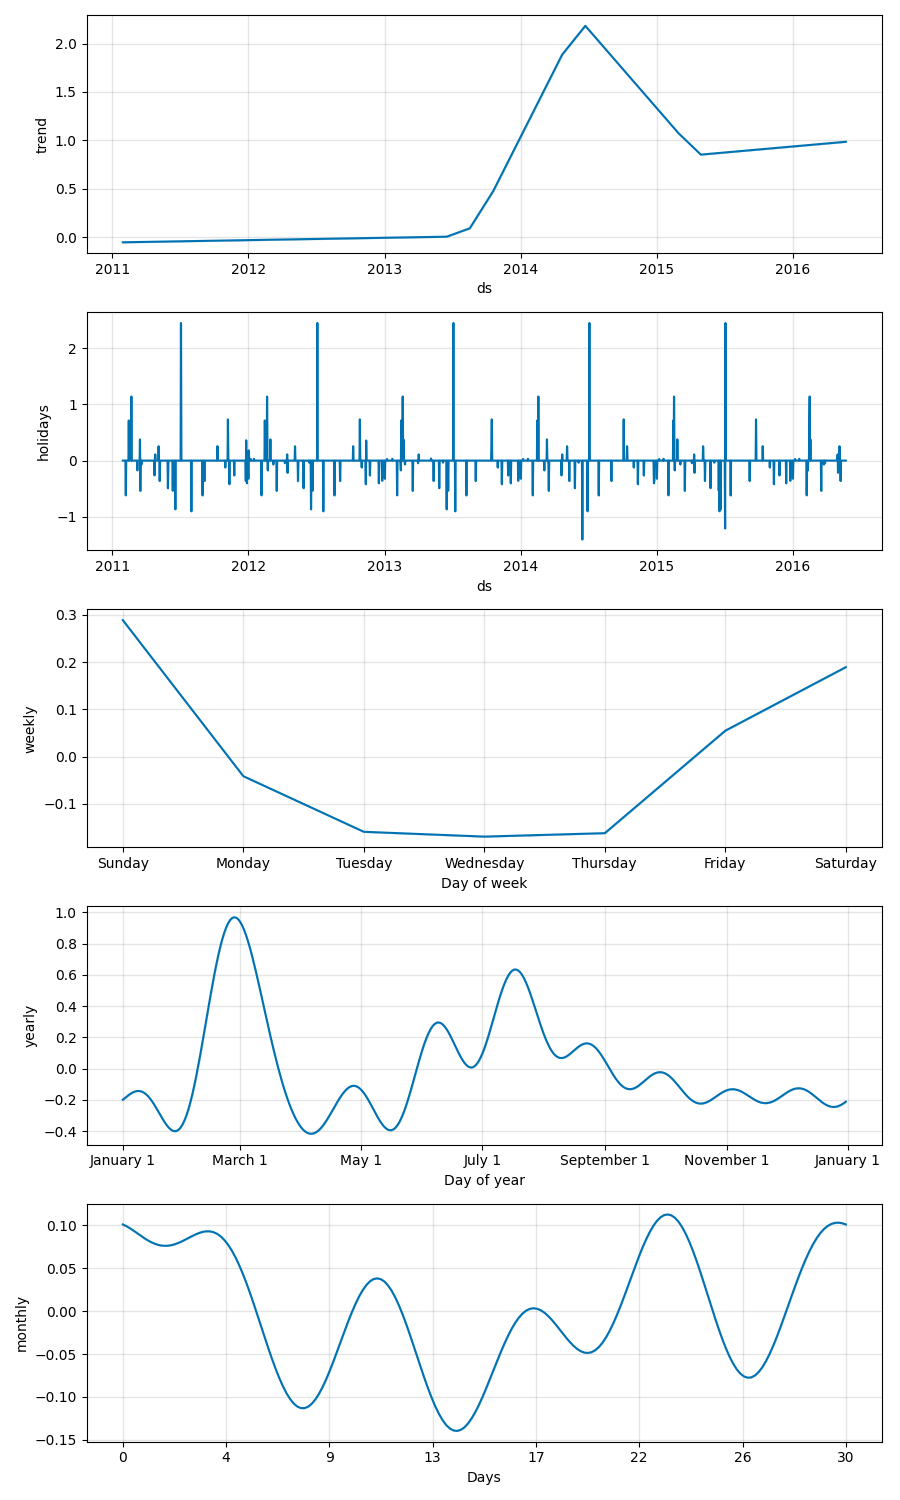 trend
2.0
1.5
1.0
0.5
0.0
2011 2012 2013 2014 2015 2016
ds
holidays
2
1
0
−1
2011 2012 2013 2014 2015 2016
ds
weekly
0.3
0.2
0.1
0.0
−0.1
Sunday Monday Tuesday Wednesday Thursday Friday Saturday
Day of week
yearly
1.0
0.8
0.6
0.4
0.2
0.0
−0.2
−0.4
January 1 March 1 May 1 July 1 September 1 November 1 January 1
Day of year
monthly
0.10
0.05
0.00
−0.05
−0.10
−0.15
0 4 9 13 17 22 26 30
Days